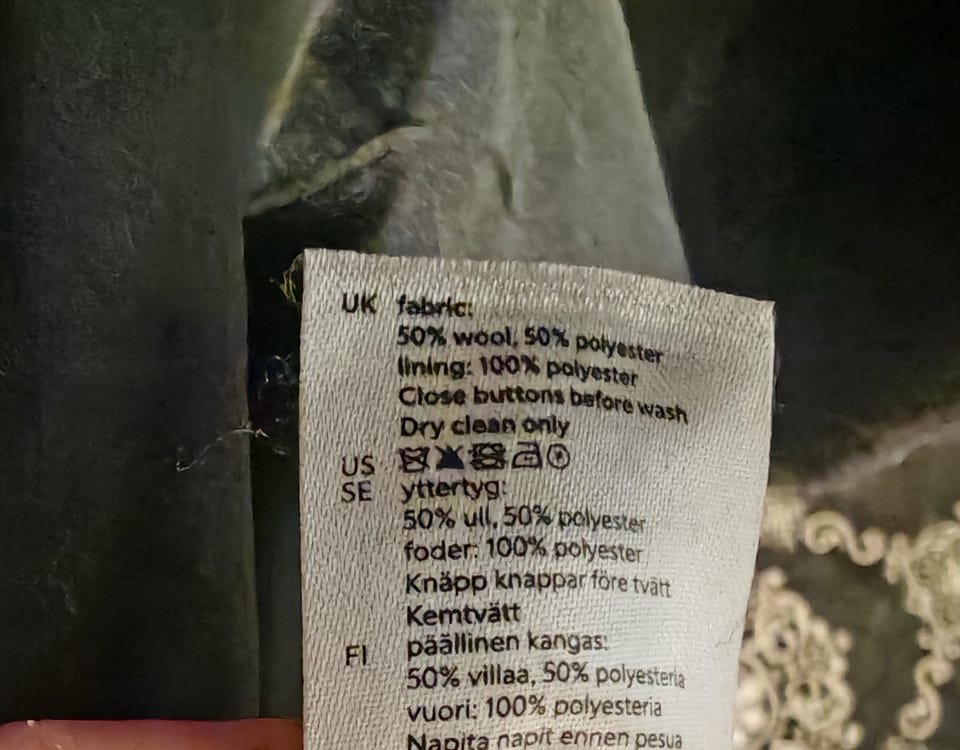 UK fabric:
50% wool, 50% polyester
lining: 100% polyester
Close buttons before wash
Dry clean only
US
SE yttertyg:
50% ull, 50% polyester
foder: 100% polyester
Knäpp knappar före tvätt
Kemtvätt
FI päällinen kangas:
50% villaa, 50% polyesteria
vuori: 100% polyesteria
Napita napit ennen pesua